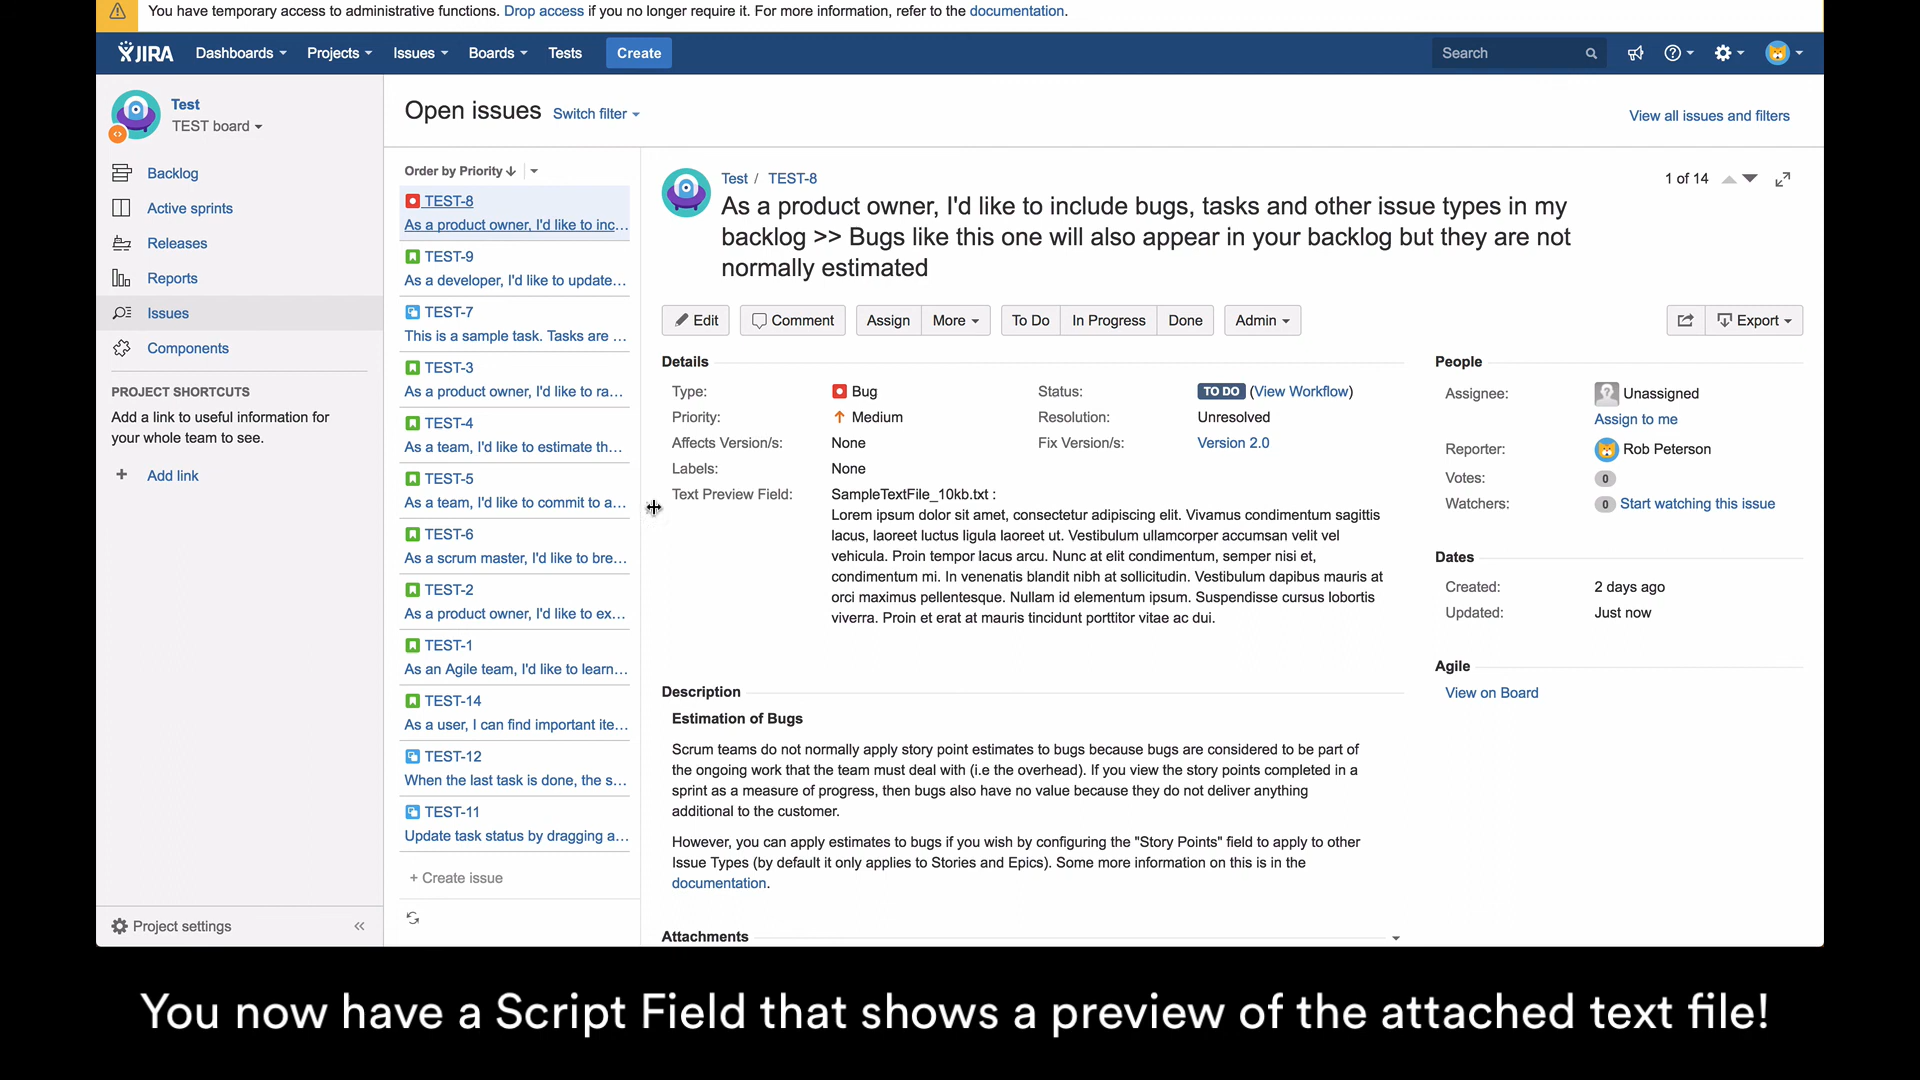 You have temporary access to administrative functions. Drop access if you no longer require it. For more information, refer to the documentation.
JIRA Dashboards Projects Issues Boards Tests Create Search
Test
TEST board
Backlog
Active sprints
Releases
Reports
Issues
Components
PROJECT SHORTCUTS
Add a link to useful information for
your whole team to see.
+ Add link
Project settings
Open issues Switch filter
View all issues and filters
Order by Priority
TEST-8
As a product owner, I'd like to inc...
TEST-9
As a developer, I'd like to update...
TEST-7
This is a sample task. Tasks are ...
TEST-3
As a product owner, I'd like to ra...
TEST-4
As a team, I'd like to estimate th...
TEST-5
As a team, I'd like to commit to a...
TEST-6
As a scrum master, I'd like to bre...
TEST-2
As a product owner, I'd like to ex...
TEST-1
As an Agile team, I'd like to learn...
TEST-14
As a user, I can find important ite...
TEST-12
When the last task is done, the s...
TEST-11
Update task status by dragging a...
+ Create issue
Test / TEST-8
1 of 14
As a product owner, I'd like to include bugs, tasks and other issue types in my
backlog >> Bugs like this one will also appear in your backlog but they are not
normally estimated
Edit Comment Assign More To Do In Progress Done Admin Export
Details
Type: Bug
Status: TO DO (View Workflow)
Priority: Medium
Resolution: Unresolved
Affects Version/s: None
Fix Version/s: Version 2.0
Labels: None
Text Preview Field: SampleTextFile_10kb.txt :
Lorem ipsum dolor sit amet, consectetur adipiscing elit. Vivamus condimentum sagittis
lacus, laoreet luctus ligula laoreet ut. Vestibulum ullamcorper accumsan velit vel
vehicula. Proin tempor lacus arcu. Nunc at elit condimentum, semper nisi et,
condimentum mi. In venenatis blandit nibh at sollicitudin. Vestibulum dapibus mauris at
orci maximus pellentesque. Nullam id elementum ipsum. Suspendisse cursus lobortis
viverra. Proin et erat at mauris tincidunt porttitor vitae ac dui.
Description
Estimation of Bugs
Scrum teams do not normally apply story point estimates to bugs because bugs are considered to be part of
the ongoing work that the team must deal with (i.e the overhead). If you view the story points completed in a
sprint as a measure of progress, then bugs also have no value because they do not deliver anything
additional to the customer.
However, you can apply estimates to bugs if you wish by configuring the "Story Points" field to apply to other
Issue Types (by default it only applies to Stories and Epics). Some more information on this is in the
documentation.
Attachments
People
Assignee: Unassigned
Assign to me
Reporter: Rob Peterson
Votes: 0
Watchers: 0 Start watching this issue
Dates
Created: 2 days ago
Updated: Just now
Agile
View on Board
You now have a Script Field that shows a preview of the attached text file!